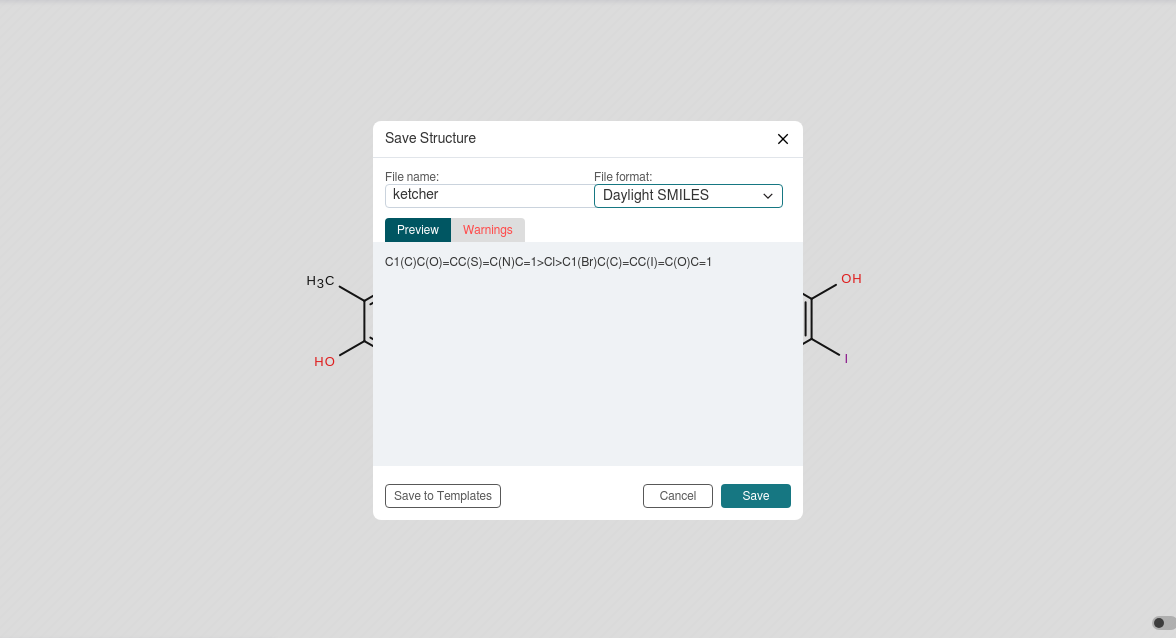 Save Structure
File name:
File format:
ketcher
Daylight SMILES
Preview
Warnings
C1(C)C(O)=CC(S)=C(N)C=1>Cl>C1(Br)C(C)=CC(I)=C(O)C=1
H3C
HO
OH
I
Save to Templates
Cancel
Save